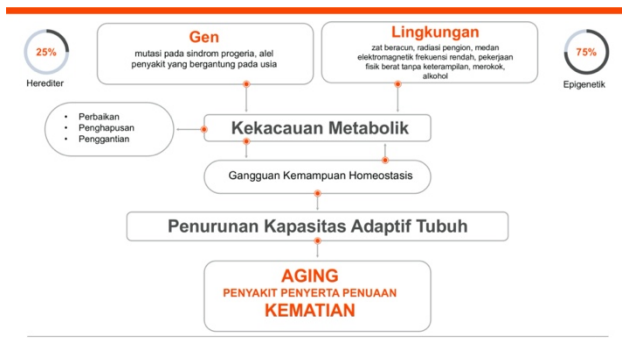 Gen
mutasi pada sindrom progeria, alel
penyakit yang bergantung pada usia
Lingkungan
zat beracun, radiasi pengion, medan
elektromagnetik frekuensi rendah, pekerjaan
fisik berat tanpa keterampilan, merokok,
alkohol
25%
Herediter
75%
Epigenetik
• Perbaikan
• Penghapusan
• Penggantian
Kekacauan Metabolik
Gangguan Kemampuan Homeostasis
Penurunan Kapasitas Adaptif Tubuh
AGING
PENYAKIT PENYERTA PENUAAN
KEMATIAN